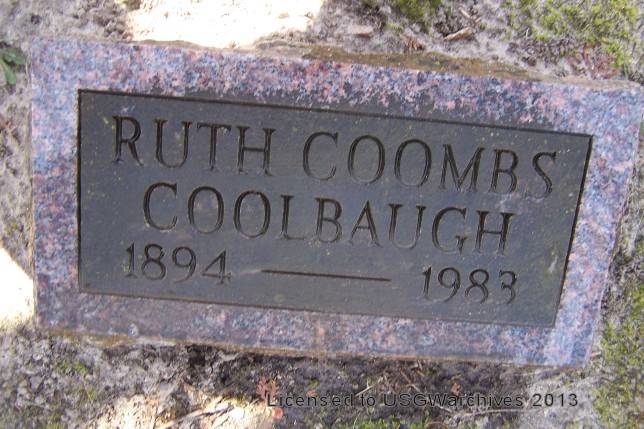 RUTH COOMBS
COOLBAUGH
1894 — 1983
Licensed to USGWarchives 2013